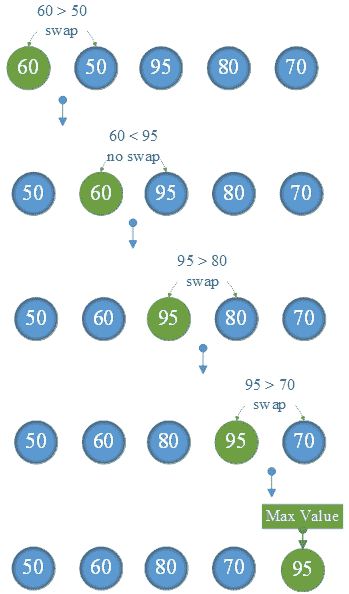 60 > 50
swap
60 50 95 80 70
60 < 95
no swap
50 60 95 80 70
95 > 80
swap
50 60 95 80 70
95 > 70
swap
50 60 80 95 70
Max Value
50 60 80 70 95